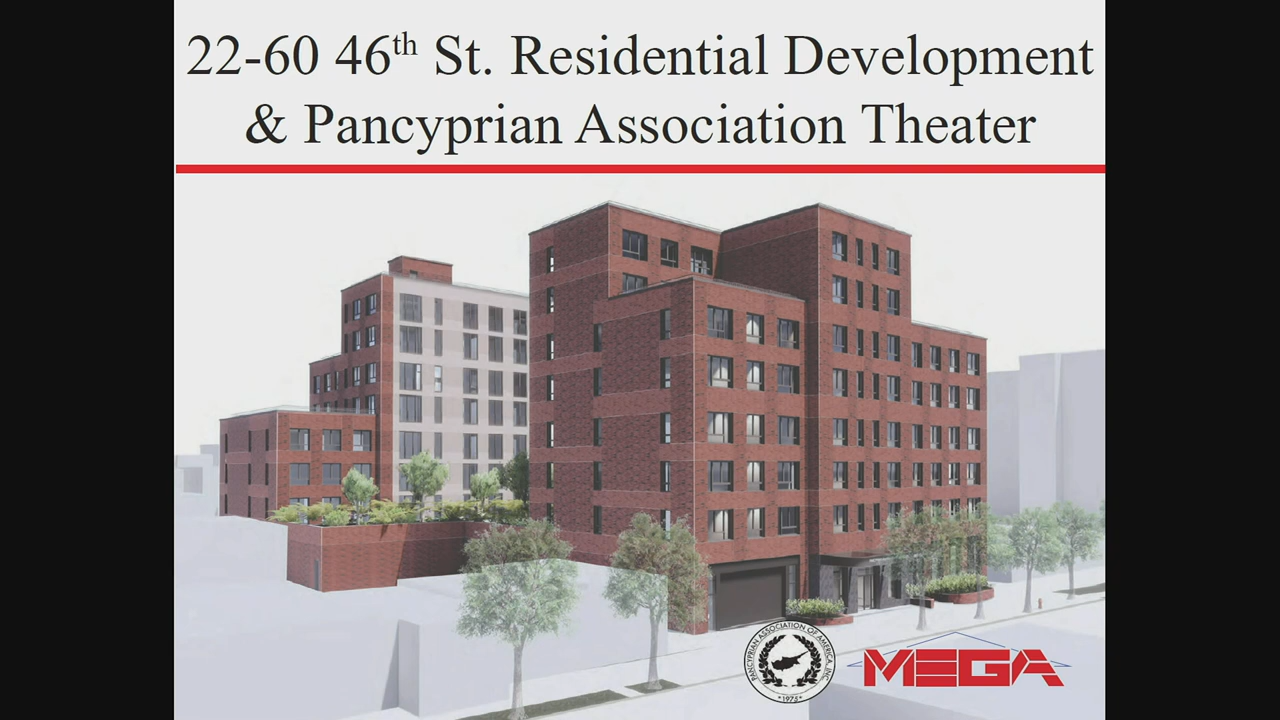 22-60 46th St. Residential Development
& Pancyprian Association Theater
PANCYPRIAN ASSOCIATION OF AMERICA, INC.
*1975*
MEGA